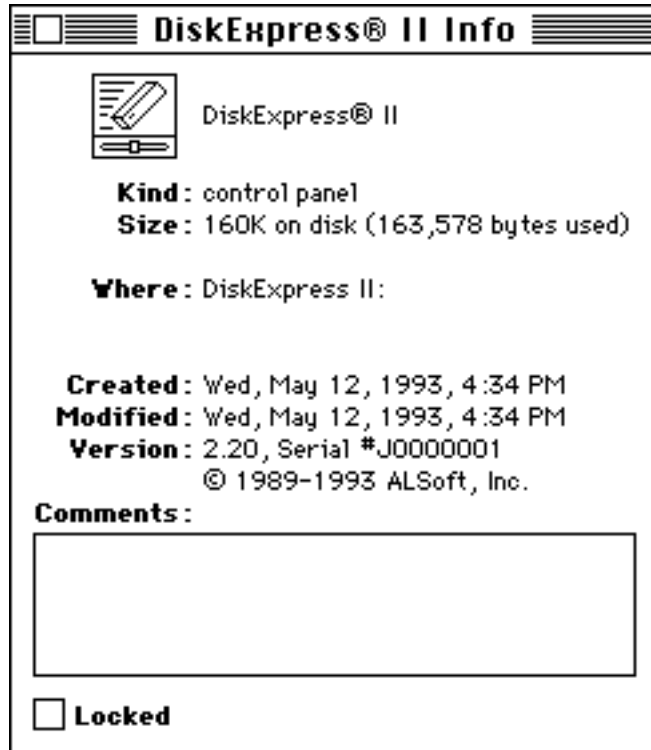 DiskExpress® II Info
DiskExpress® II
Kind: control panel
Size: 160K on disk (163,578 bytes used)
Where: DiskExpress II:
Created: Wed, May 12, 1993, 4:34 PM
Modified: Wed, May 12, 1993, 4:34 PM
Version: 2.20, Serial #J0000001
© 1989-1993 ALSoft, Inc.
Comments:
Locked